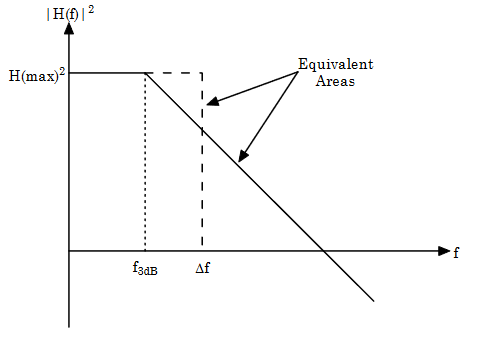 |H(f)|²
H(max)²
Equivalent
Areas
f
f₃dB
Δf